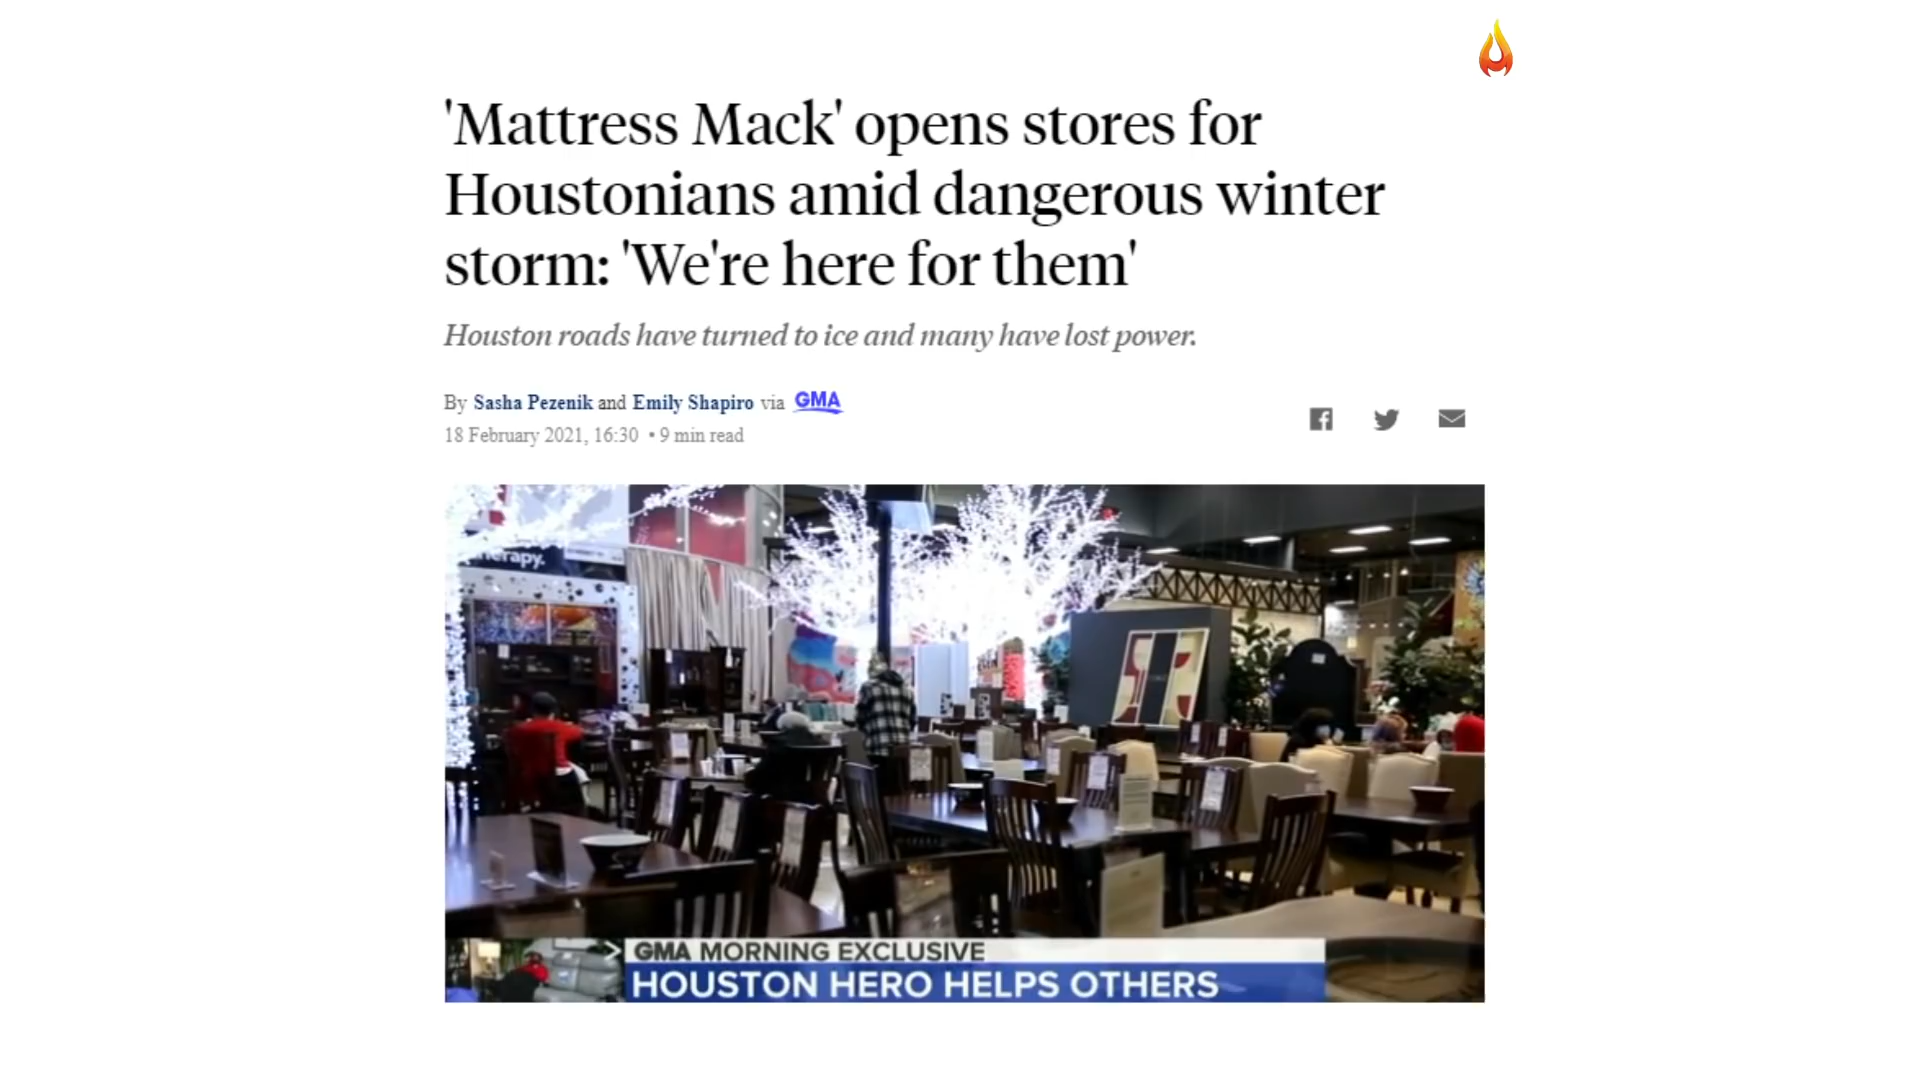 'Mattress Mack' opens stores for
Houstonians amid dangerous winter
storm: 'We're here for them'
Houston roads have turned to ice and many have lost power.
By Sasha Pezenik and Emily Shapiro via GMA
18 February 2021, 16:30 • 9 min read
GMA MORNING EXCLUSIVE
HOUSTON HERO HELPS OTHERS